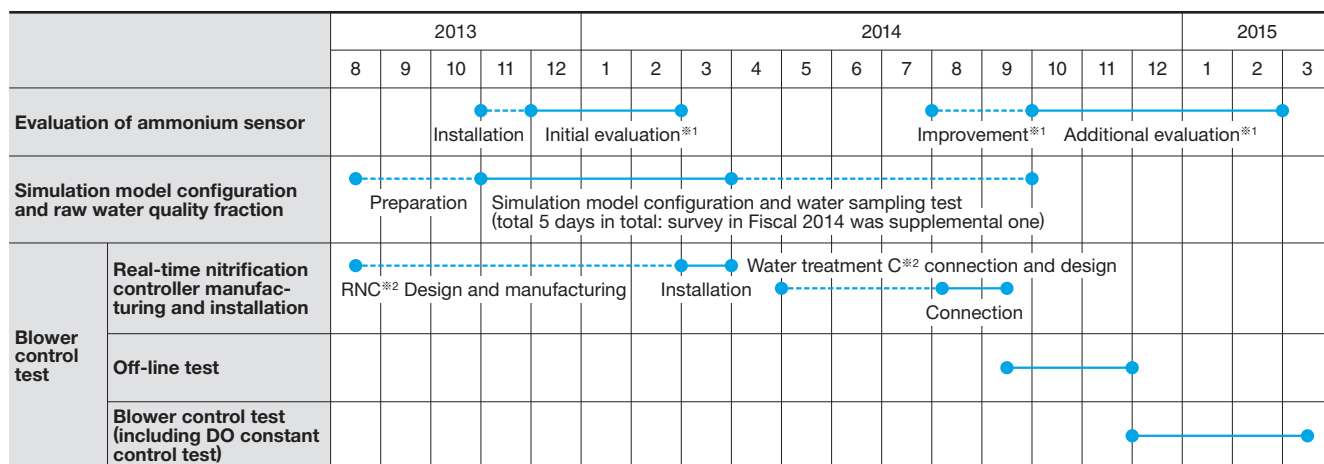 2013 2014 2015
8 9 10 11 12 1 2 3 4 5 6 7 8 9 10 11 12 1 2 3
Evaluation of ammonium sensor
Installation Initial evaluation※1 Improvement※1 Additional evaluation※1
Simulation model configuration
and raw water quality fraction
Preparation Simulation model configuration and water sampling test
(total 5 days in total: survey in Fiscal 2014 was supplemental one)
Blower
control
test
Real-time nitrification
controller manufac-
turing and installation
Water treatment C※2 connection and design
RNC※2 Design and manufacturing Installation
Connection
Off-line test
Blower control test
(including DO constant
control test)